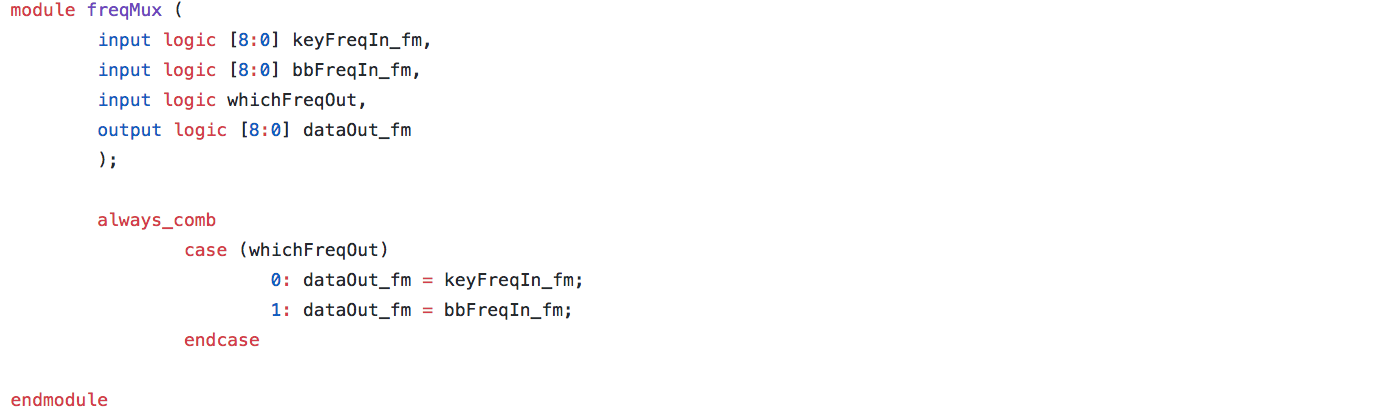 module freqMux (
input logic [8:0] keyFreqIn_fm,
input logic [8:0] bbFreqIn_fm,
input logic whichFreqOut,
output logic [8:0] dataOut_fm
);
always_comb
case (whichFreqOut)
0: dataOut_fm = keyFreqIn_fm;
1: dataOut_fm = bbFreqIn_fm;
endcase
endmodule